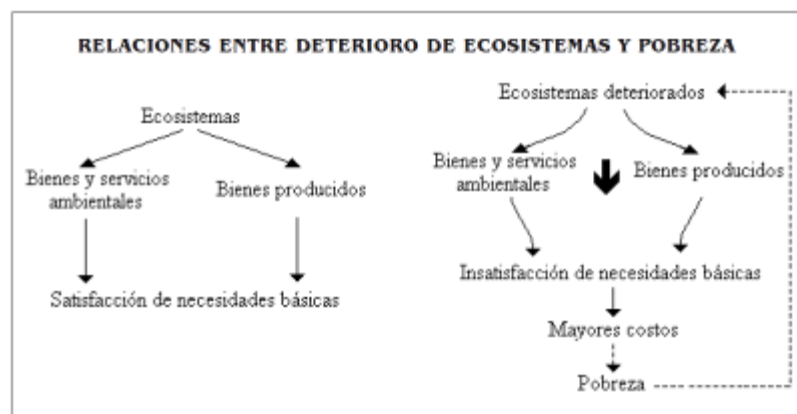 RELACIONES ENTRE DETERIORO DE ECOSISTEMAS Y POBREZA
Ecosistemas
Bienes y servicios
ambientales
Bienes producidos
Satisfacción de necesidades básicas
Ecosistemas deteriorados
Bienes y servicios
ambientales
Bienes producidos
Insatisfacción de necesidades básicas
Mayores costos
Pobreza